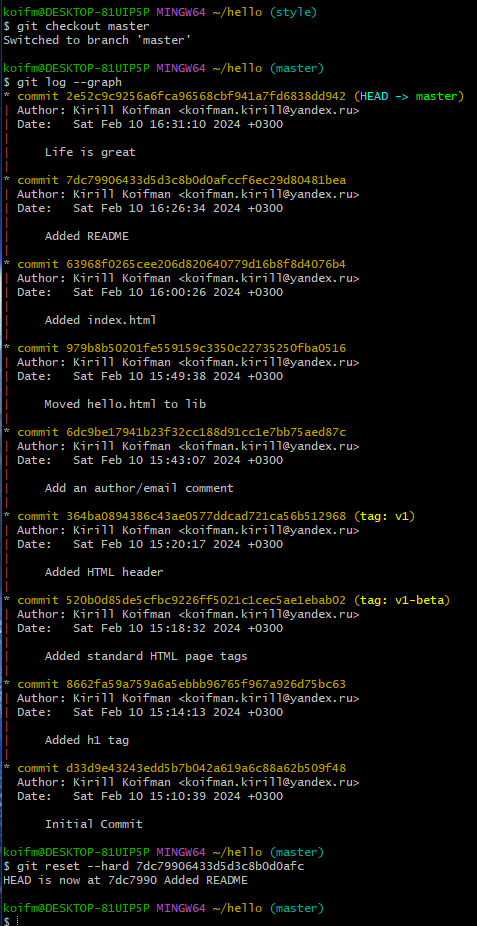 koifm@DESKTOP-81UIP5P MINGW64 ~/hello (style)
$ git checkout master
Switched to branch 'master'
koifm@DESKTOP-81UIP5P MINGW64 ~/hello (master)
$ git log --graph
* commit 2e52c9c9256a6fca96568cbf941a7fd6838dd942 (HEAD -> master)
| Author: Kirill Koifman <koifman.kirill@yandex.ru>
| Date:   Sat Feb 10 16:31:10 2024 +0300
|
|     Life is great
|
* commit 7dc79906433d5d3c8b0d0afccf6ec29d80481bea
| Author: Kirill Koifman <koifman.kirill@yandex.ru>
| Date:   Sat Feb 10 16:26:34 2024 +0300
|
|     Added README
|
* commit 63968f0265cee206d820640779d16b8f8d4076b4
| Author: Kirill Koifman <koifman.kirill@yandex.ru>
| Date:   Sat Feb 10 16:00:26 2024 +0300
|
|     Added index.html
|
* commit 979b8b50201fe559159c3350c22735250fba0516
| Author: Kirill Koifman <koifman.kirill@yandex.ru>
| Date:   Sat Feb 10 15:49:38 2024 +0300
|
|     Moved hello.html to lib
|
* commit 6dc9be17941b23f32cc188d91cc1e7bb75aed87c
| Author: Kirill Koifman <koifman.kirill@yandex.ru>
| Date:   Sat Feb 10 15:43:07 2024 +0300
|
|     Add an author/email comment
|
* commit 364ba0894386c43ae0577ddcad721ca56b512968 (tag: v1)
| Author: Kirill Koifman <koifman.kirill@yandex.ru>
| Date:   Sat Feb 10 15:20:17 2024 +0300
|
|     Added HTML header
|
* commit 520b0d85de5cfbc9226ff5021c1cec5ae1ebab02 (tag: v1-beta)
| Author: Kirill Koifman <koifman.kirill@yandex.ru>
| Date:   Sat Feb 10 15:18:32 2024 +0300
|
|     Added standard HTML page tags
|
* commit 8662fa59a759a6a5ebbb96765f967a926d75bc63
| Author: Kirill Koifman <koifman.kirill@yandex.ru>
| Date:   Sat Feb 10 15:14:13 2024 +0300
|
|     Added h1 tag
|
* commit d33d9e43243edd5b7b042a619a6c88a62b509f48
  Author: Kirill Koifman <koifman.kirill@yandex.ru>
  Date:   Sat Feb 10 15:10:39 2024 +0300
      Initial Commit
koifm@DESKTOP-81UIP5P MINGW64 ~/hello (master)
$ git reset --hard 7dc79906433d5d3c8b0d0afc
HEAD is now at 7dc7990 Added README
koifm@DESKTOP-81UIP5P MINGW64 ~/hello (master)
$